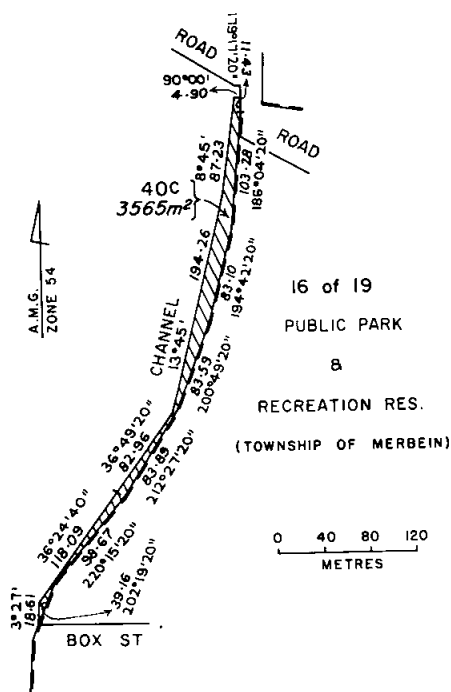 ROAD
179°17'20"
11·43
90°00'
4·90
ROAD
8°45'
87·23
103·28
186°04'20"
40C
3565m²
194·26
83·10
194°42'20"
A.M.G.
ZONE 54
CHANNEL
13°45'
16 of 19
PUBLIC PARK
&
RECREATION RES.
(TOWNSHIP OF MERBEIN)
83·59
200°49'20"
36°49'20"
82·96
83·89
212°27'20"
36°24'40"
118·09
98·67
220°15'20"
39·16
202°19'20"
3°27'
18·61
BOX ST
0 40 80 120
METRES